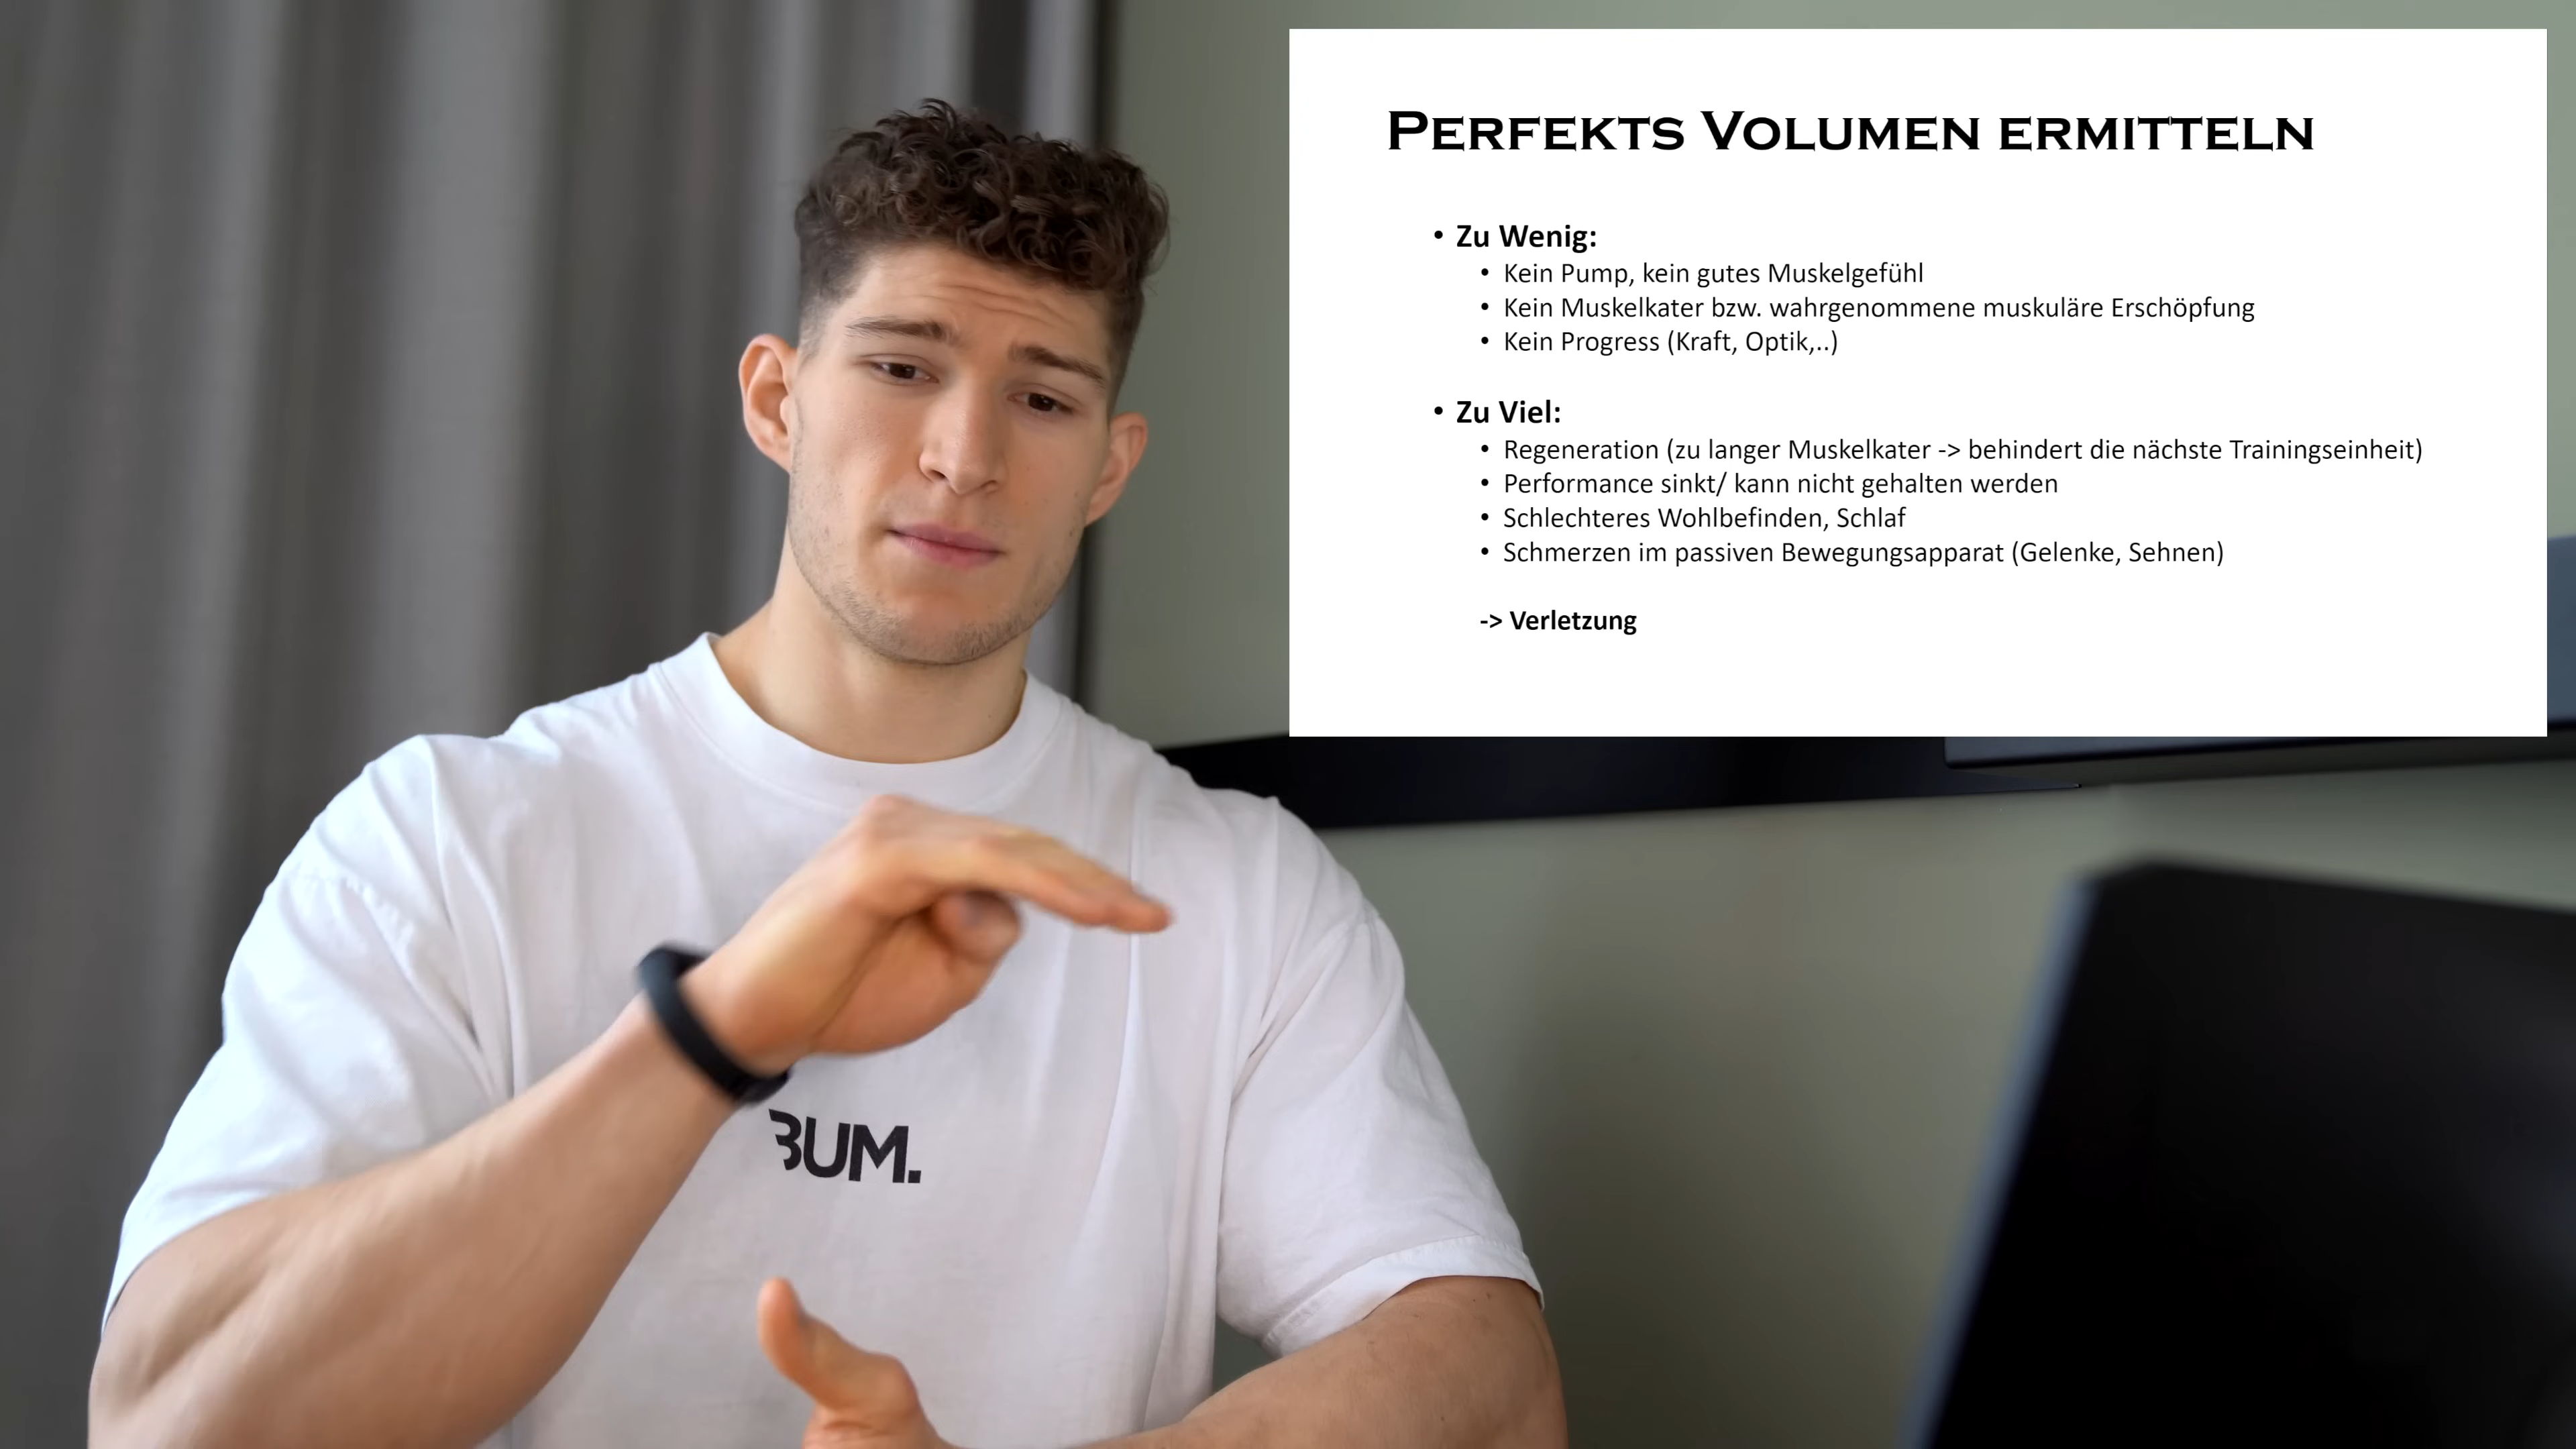 PERFEKTS VOLUMEN ERMITTELN
• Zu Wenig:
• Kein Pump, kein gutes Muskelgefühl
• Kein Muskelkater bzw. wahrgenommene muskuläre Erschöpfung
• Kein Progress (Kraft, Optik,..)
• Zu Viel:
• Regeneration (zu langer Muskelkater -> behindert die nächste Trainingseinheit)
• Performance sinkt/ kann nicht gehalten werden
• Schlechteres Wohlbefinden, Schlaf
• Schmerzen im passiven Bewegungsapparat (Gelenke, Sehnen)
-> Verletzung
BUM.